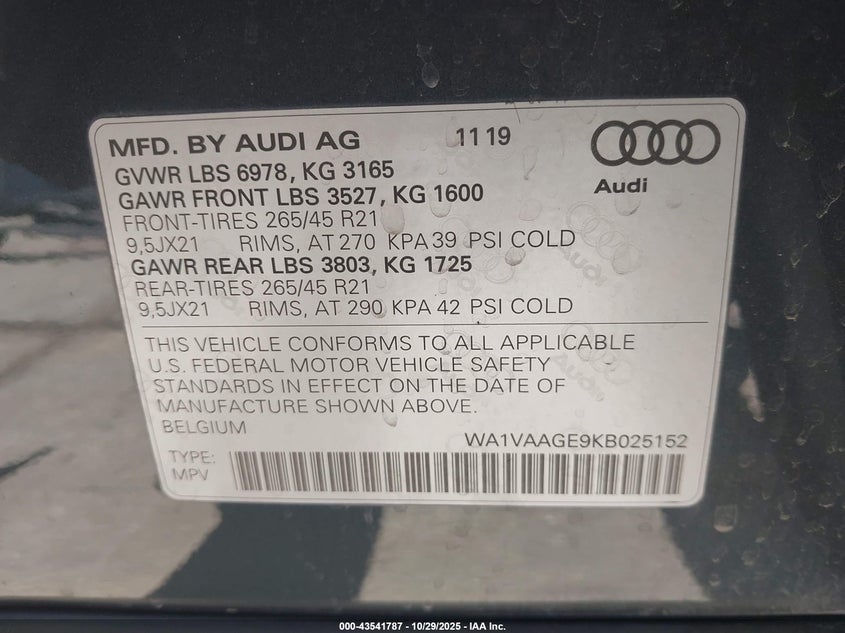 MFD. BY AUDI AG 11 19
Audi
GVWR LBS 6978, KG 3165
GAWR FRONT LBS 3527, KG 1600
FRONT-TIRES 265/45 R21
9,5JX21 RIMS, AT 270 KPA 39 PSI COLD
GAWR REAR LBS 3803, KG 1725
REAR-TIRES 265/45 R21
9,5JX21 RIMS, AT 290 KPA 42 PSI COLD
THIS VEHICLE CONFORMS TO ALL APPLICABLE
U.S. FEDERAL MOTOR VEHICLE SAFETY
STANDARDS IN EFFECT ON THE DATE OF
MANUFACTURE SHOWN ABOVE.
BELGIUM
WA1VAAGE9KB025152
TYPE:
MPV
000-43541787 - 10/29/2025 - IAA Inc.